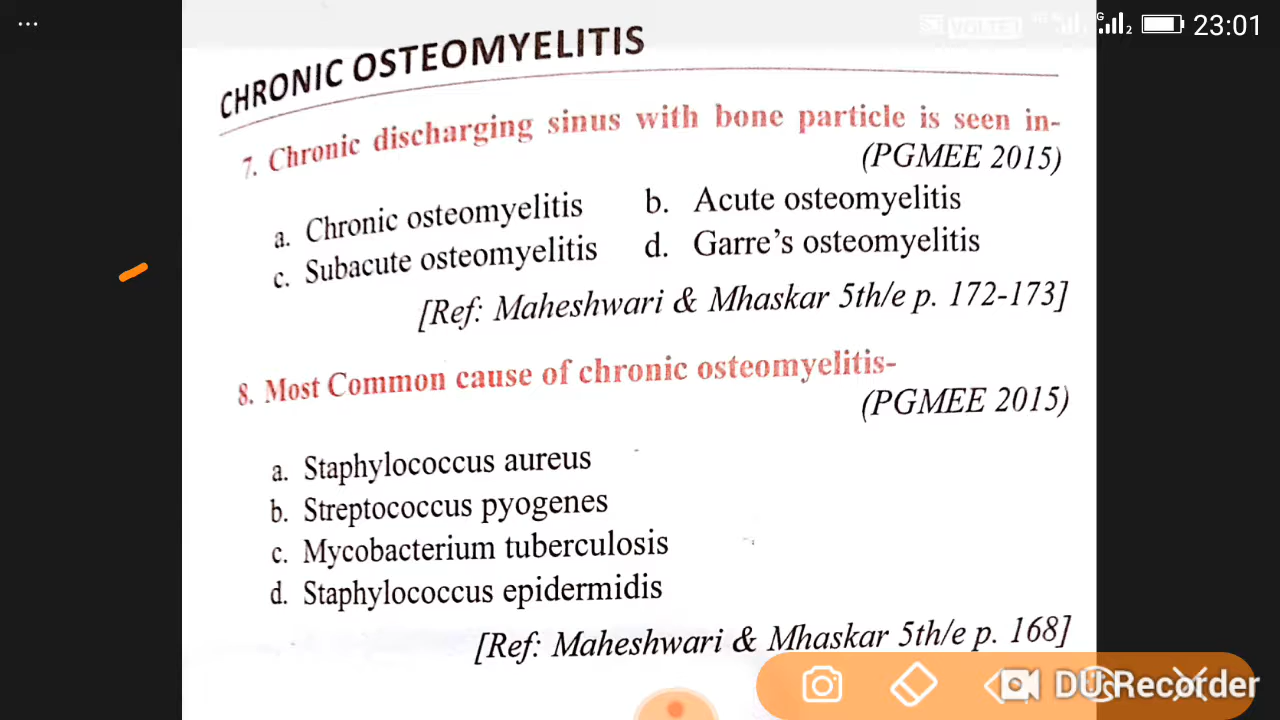 ...
VOLTE1
G
2
23:01
CHRONIC OSTEOMYELITIS
7. Chronic discharging sinus with bone particle is seen in-
(PGMEE 2015)
a. Chronic osteomyelitis b. Acute osteomyelitis
c. Subacute osteomyelitis d. Garre's osteomyelitis
[Ref: Maheshwari & Mhaskar 5th/e p. 172-173]
8. Most Common cause of chronic osteomyelitis-
(PGMEE 2015)
a. Staphylococcus aureus
b. Streptococcus pyogenes
c. Mycobacterium tuberculosis
d. Staphylococcus epidermidis
[Ref: Maheshwari & Mhaskar 5th/e p. 168]
DU Recorder